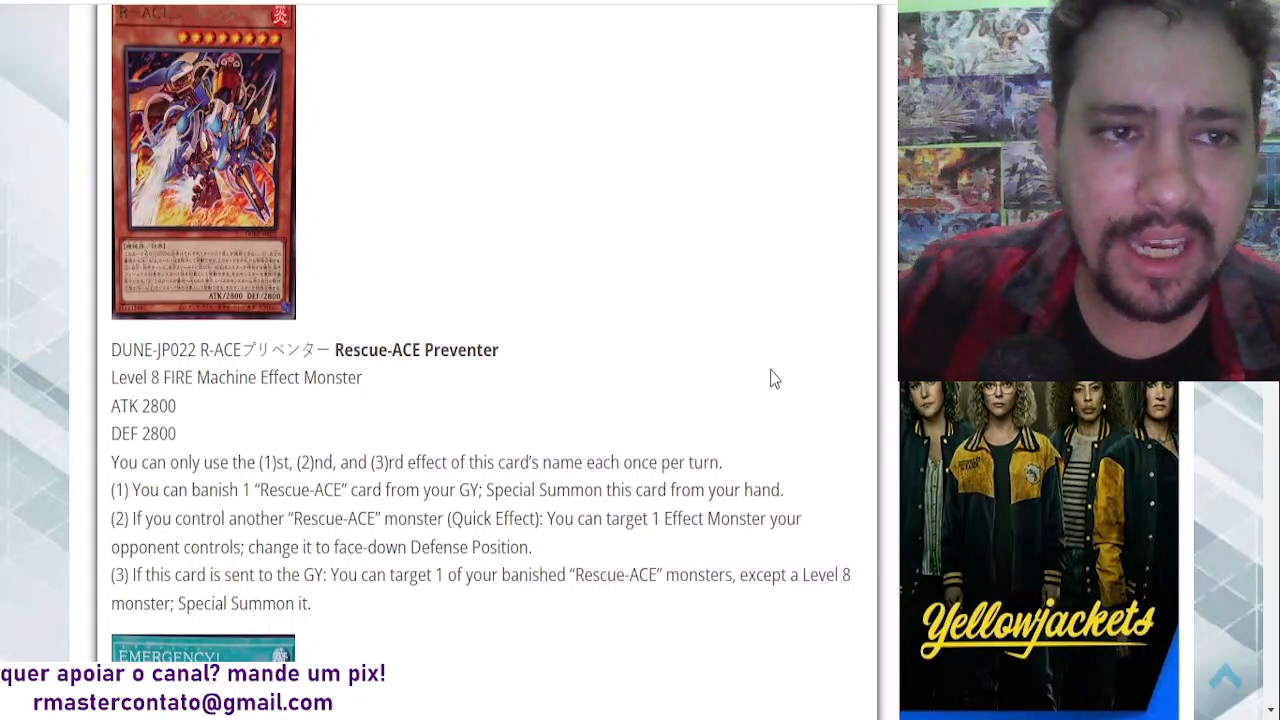 ATK/2800 DEF/2800
DUNE-JP022 R-ACEプリベンター Rescue-ACE Preventer
Level 8 FIRE Machine Effect Monster
ATK 2800
DEF 2800
You can only use the (1)st, (2)nd, and (3)rd effect of this card’s name each once per turn.
(1) You can banish 1 “Rescue-ACE” card from your GY; Special Summon this card from your hand.
(2) If you control another “Rescue-ACE” monster (Quick Effect): You can target 1 Effect Monster your
opponent controls; change it to face-down Defense Position.
(3) If this card is sent to the GY: You can target 1 of your banished “Rescue-ACE” monsters, except a Level 8
monster; Special Summon it.
EMERGENCY!
Yellowjackets
quer apoiar o canal? mande um pix!
rmastercontato@gmail.com